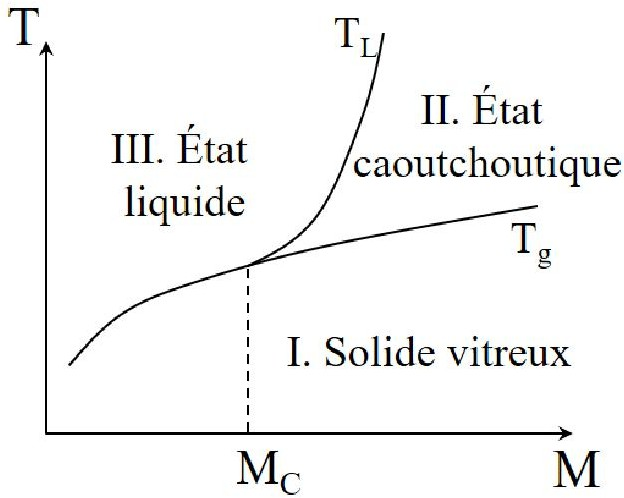 T
T_L
II. État
caoutchoutique
III. État
liquide
T_g
I. Solide vitreux
M_C
M